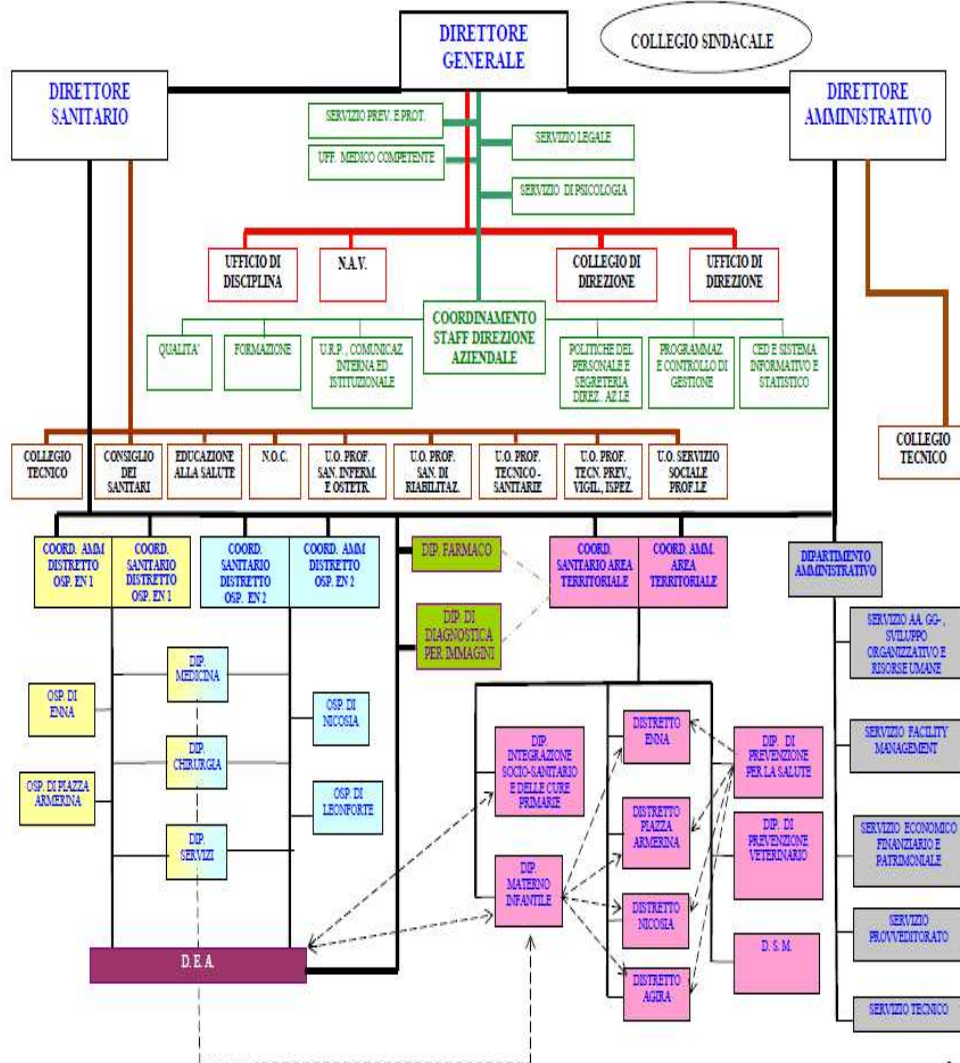 DIRETTORE
GENERALE
COLLEGIO SINDACALE
DIRETTORE
SANITARIO
DIRETTORE
AMMINISTRATIVO
SERVIZIO PREV. E PROT.
SERVIZIO LEGALE
UFF. MEDICO COMPETENTE
SERVIZIO DI PSICOLOGIA
UFFICIO DI
DISCIPLINA
N.A.V.
COLLEGIO DI
DIREZIONE
UFFICIO DI
DIREZIONE
COORDINAMENTO
STAFF DIREZIONE
AZIENDALE
QUALITA'
FORMAZIONE
U.R.P., COMUNICAZ
INTERNA ED
ISTITUZIONALE
POLITICHE DEL
PERSONALE E
SEGRETERIA
DIREZ. AZ.LE
PROGRAMMAZ
E CONTROLLO DI
GESTIONE
CED E SISTEMA
INFORMATIVO E
STATISTICO
COLLEGIO
TECNICO
CONSIGLIO
DEI
SANITARI
EDUCAZIONE
ALLA SALUTE
N.O.C.
U.O. PROF.
SAN. INFERM.
E OSTETR.
U.O. PROF.
SAN. DI
RIABILITAZ.
U.O. PROF.
TECNICO -
SANITARIE
U.O. PROF.
TECN. PREV.,
VIGIL., ISPEZ.
U.O. SERVIZIO
SOCIALE
PROF.LE
COLLEGIO
TECNICO
COORD. AMM
DISTRETTO
OSP. EN 1
COORD.
SANITARIO
DISTRETTO
OSP. EN 1
COORD.
SANITARIO
DISTRETTO
OSP. EN 2
COORD. AMM
DISTRETTO
OSP. EN 2
DIP. FARMACO
DIP. DI
DIAGNOSTICA
PER IMMAGINI
COORD.
SANITARIO AREA
TERRITORIALE
COORD. AMM.
AREA
TERRITORIALE
DIPARTIMENTO
AMMINISTRATIVO
OSP. DI
ENNA
OSP. DI PIAZZA
ARMERINA
DIP.
MEDICINA
DIP.
CHIRURGIA
DIP.
SERVIZI
OSP. DI
NICOSIA
OSP. DI
LEONFORTE
DIP.
INTEGRAZIONE
SOCIO-SANITARIO
E DELLE CURE
PRIMARIE
DIP.
MATERNO
INFANTILE
DISTRETTO
ENNA
DISTRETTO
PIAZZA
ARMERINA
DISTRETTO
NICOSIA
DISTRETTO
AGIRA
DIP. DI
PREVENZIONE
PER LA SALUTE
DIP. DI
PREVENZIONE
VETERINARIO
D. S. M.
SERVIZIO AA. GG- ,
SVILUPPO
ORGANIZZATIVO E
RISORSE UMANE
SERVIZIO FACILITY
MANAGEMENT
SERVIZIO ECONOMICO
FINANZIARIO E
PATRIMONIALE
SERVIZIO
PROVVEDITORATO
SERVIZIO TECNICO
D.E.A.